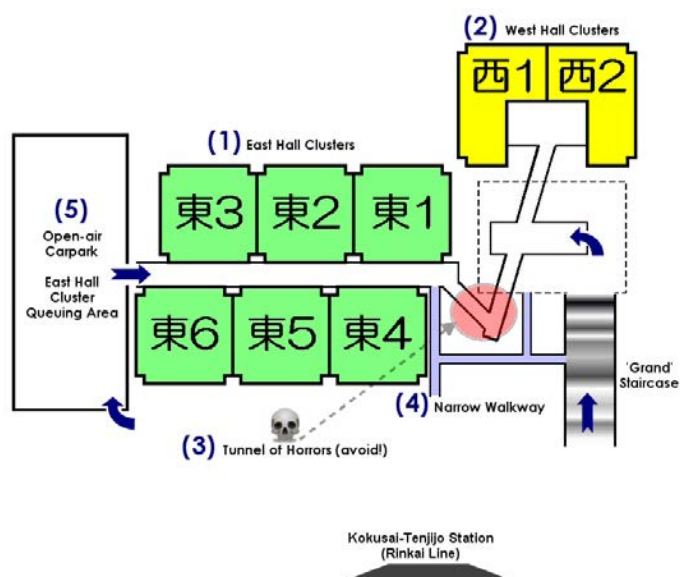 (2) West Hall Clusters
西1 西2
(1) East Hall Clusters
東3 東2 東1
(5)
Open-air
Carpark
East Hall
Cluster
Queuing Area
東6 東5 東4
'Grand'
Staircase
(4) Narrow Walkway
(3) Tunnel of Horrors (avoid!)
Kokusai-Tenjijo Station
(Rinkai Line)